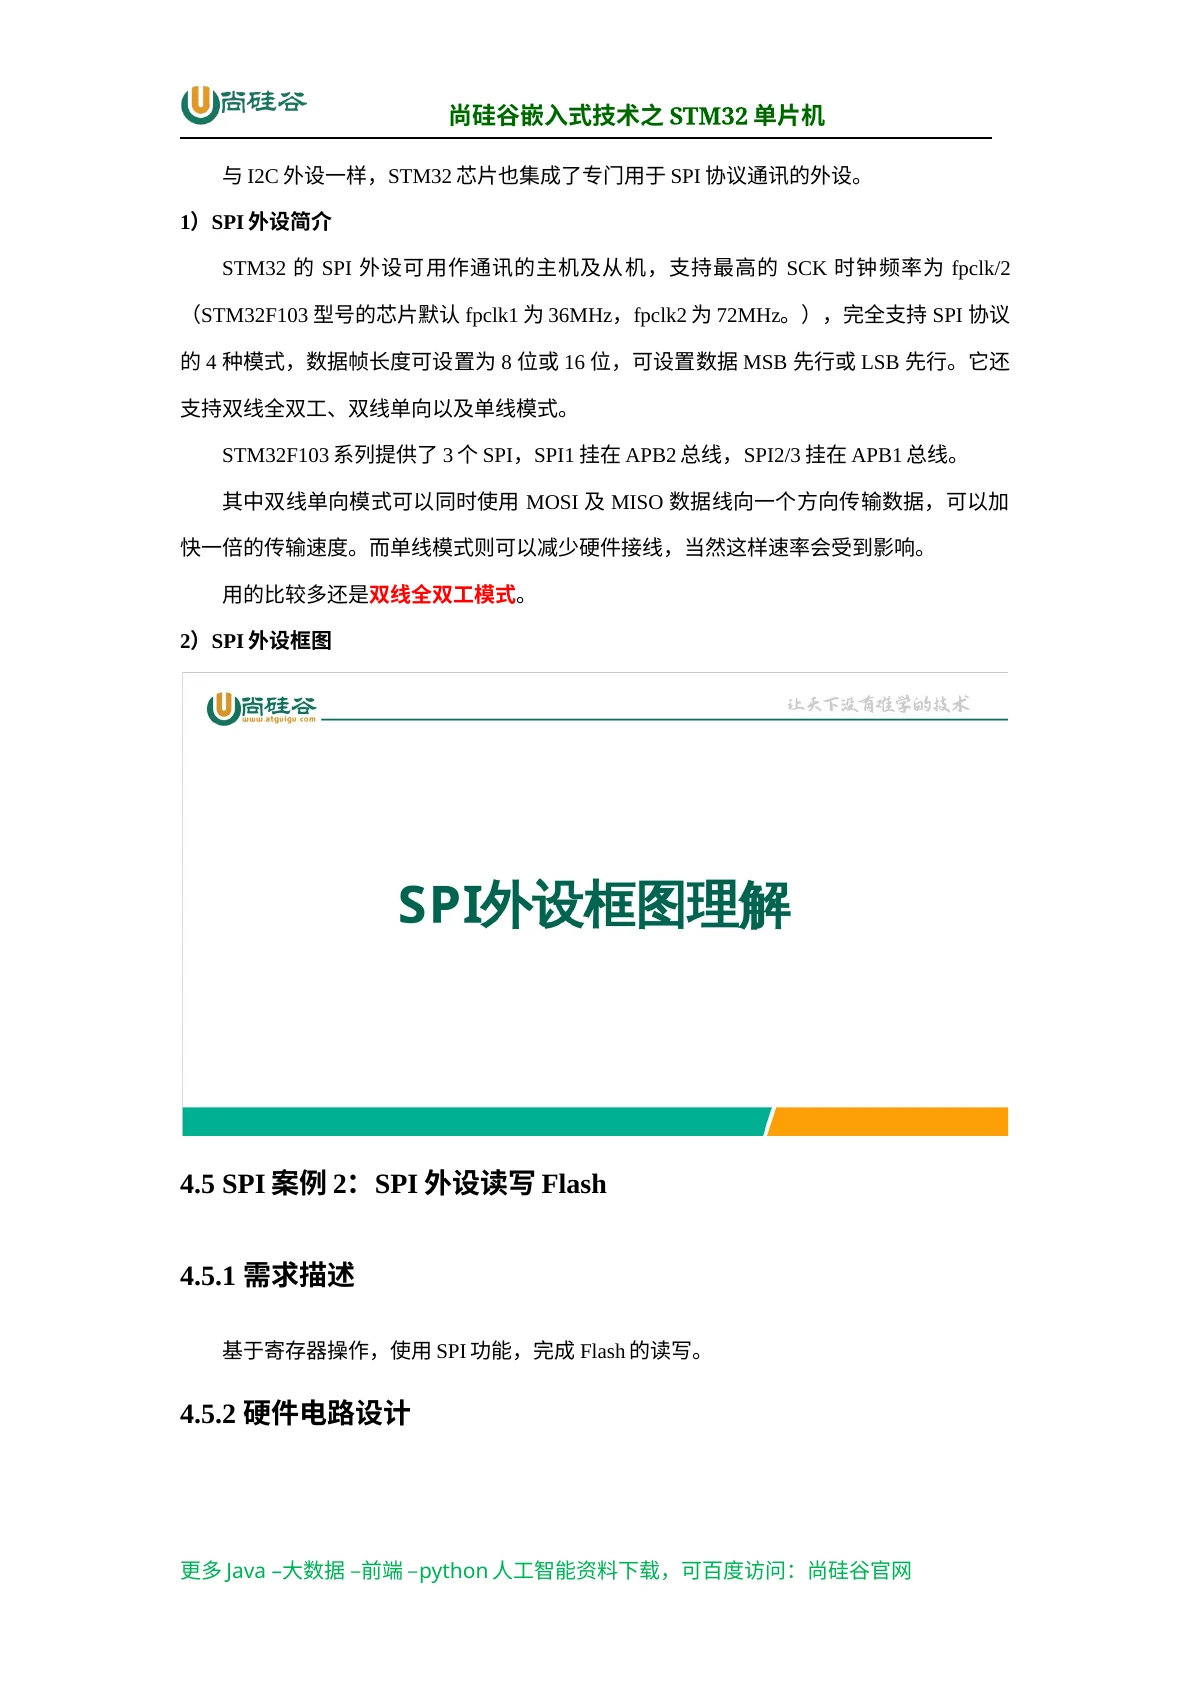 尚硅谷
尚硅谷嵌入式技术之 STM32 单片机
与 I2C 外设一样，STM32 芯片也集成了专门用于 SPI 协议通讯的外设。
1）SPI 外设简介
STM32 的 SPI 外设可用作通讯的主机及从机，支持最高的 SCK 时钟频率为 fpclk/2
（STM32F103 型号的芯片默认 fpclk1 为 36MHz，fpclk2 为 72MHz。），完全支持 SPI 协议
的 4 种模式，数据帧长度可设置为 8 位或 16 位，可设置数据 MSB 先行或 LSB 先行。它还
支持双线全双工、双线单向以及单线模式。
STM32F103 系列提供了 3 个 SPI，SPI1 挂在 APB2 总线，SPI2/3 挂在 APB1 总线。
其中双线单向模式可以同时使用 MOSI 及 MISO 数据线向一个方向传输数据，可以加
快一倍的传输速度。而单线模式则可以减少硬件接线，当然这样速率会受到影响。
用的比较多还是双线全双工模式。
2）SPI 外设框图
尚硅谷
www.atguigu.com
让天下没有难学的技术
SPI外设框图理解
4.5 SPI 案例 2：SPI 外设读写 Flash
4.5.1 需求描述
基于寄存器操作，使用 SPI 功能，完成 Flash 的读写。
4.5.2 硬件电路设计
更多 Java –大数据 –前端 –python 人工智能资料下载，可百度访问：尚硅谷官网